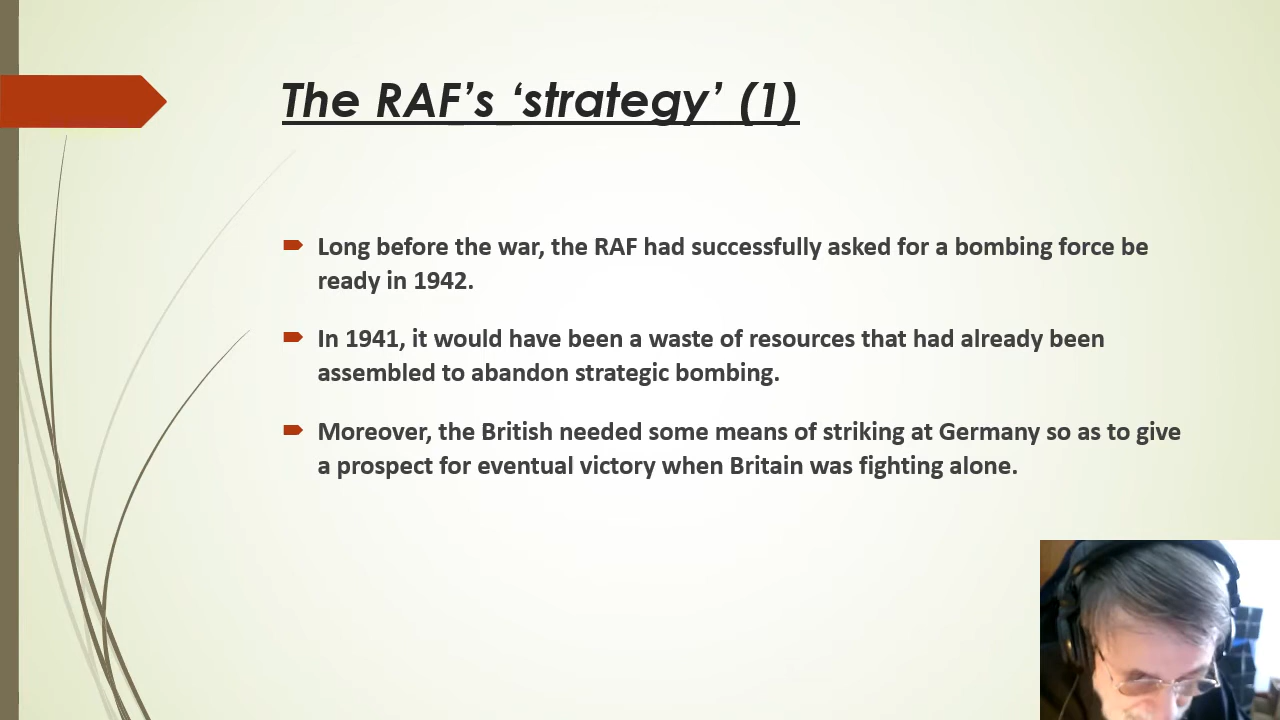 The RAF’s ‘strategy’ (1)
Long before the war, the RAF had successfully asked for a bombing force be
ready in 1942.
In 1941, it would have been a waste of resources that had already been
assembled to abandon strategic bombing.
Moreover, the British needed some means of striking at Germany so as to give
a prospect for eventual victory when Britain was fighting alone.